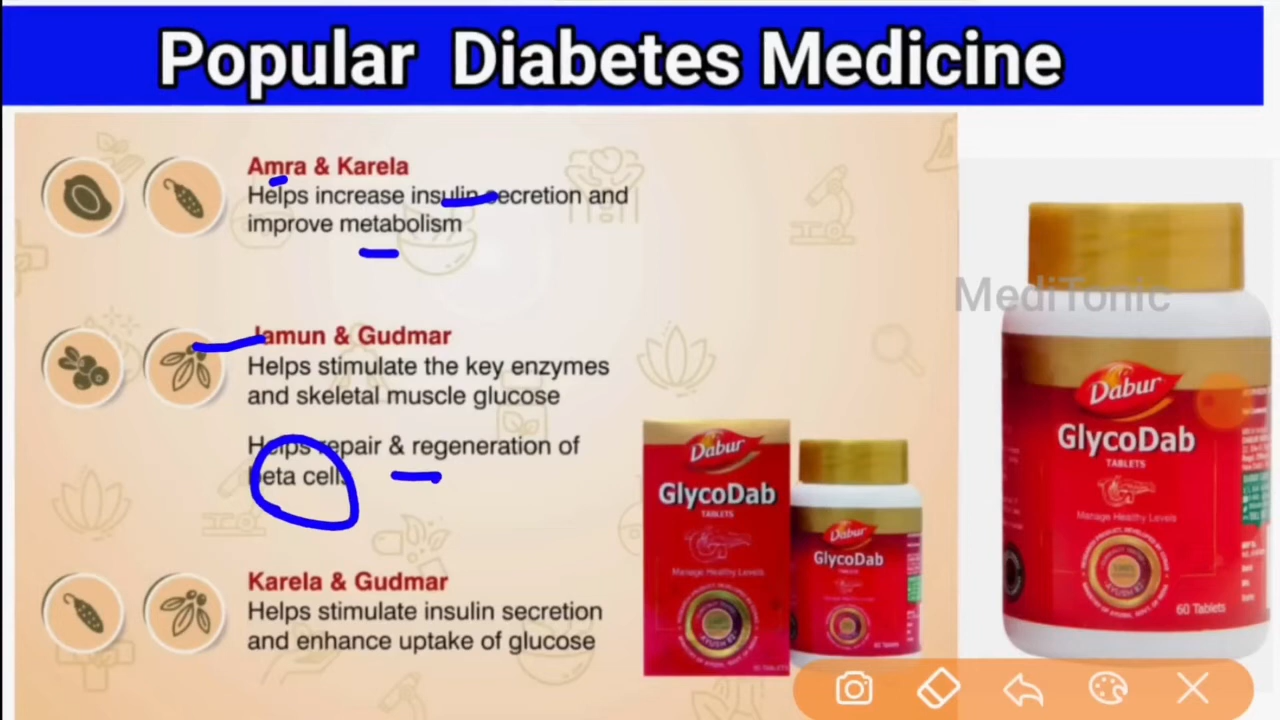 Popular Diabetes Medicine
Amra & Karela
Helps increase insulin secretion and
improve metabolism
Jamun & Gudmar
Helps stimulate the key enzymes
and skeletal muscle glucose
Helps repair & regeneration of
beta cells
Karela & Gudmar
Helps stimulate insulin secretion
and enhance uptake of glucose
MediTonic
Dabur
GlycoDab
TABLETS
Manage Healthy Levels
Dabur
GlycoDab
60 Tablets
Dabur
GlycoDab
TABLETS
Manage Healthy Levels
60 Tablets